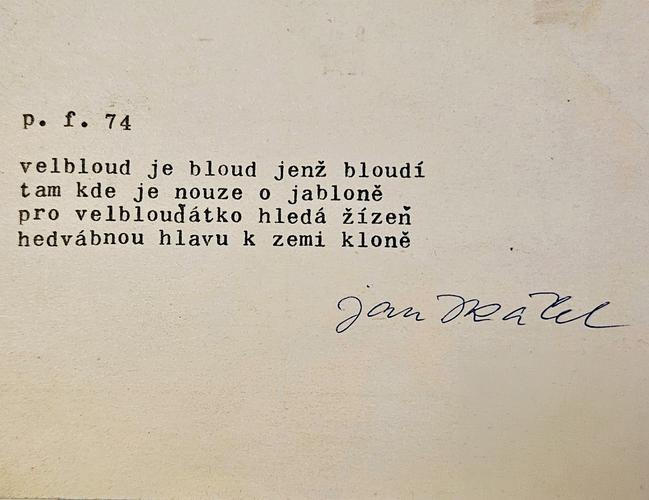 p. f. 74
velbloud je bloud jenž bloudí
tam kde je nouze o jabloně
pro velblouďátko hledá žízeň
hedvábnou hlavu k zemi kloně
jan skácel